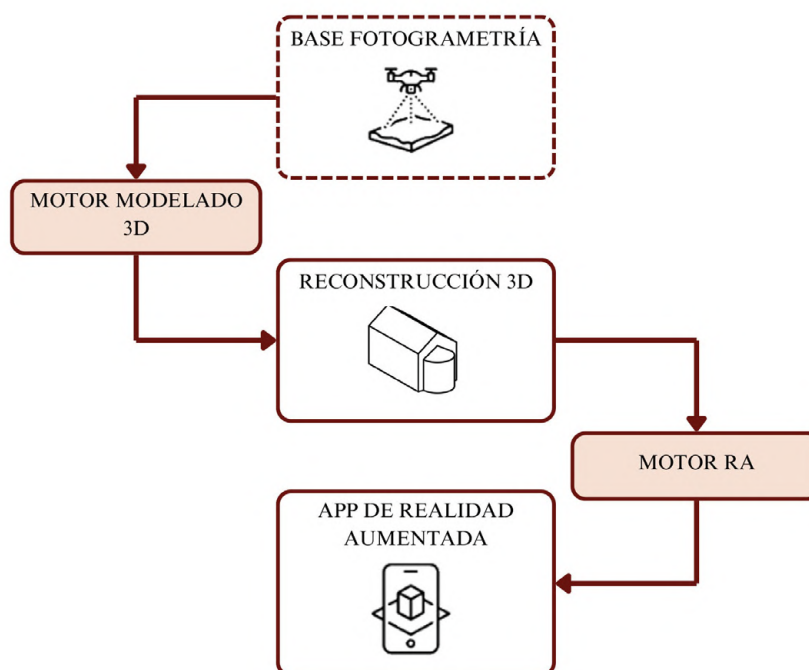 BASE FOTOGRAMETRÍA
MOTOR MODELADO
3D
RECONSTRUCCIÓN 3D
MOTOR RA
APP DE REALIDAD
AUMENTADA